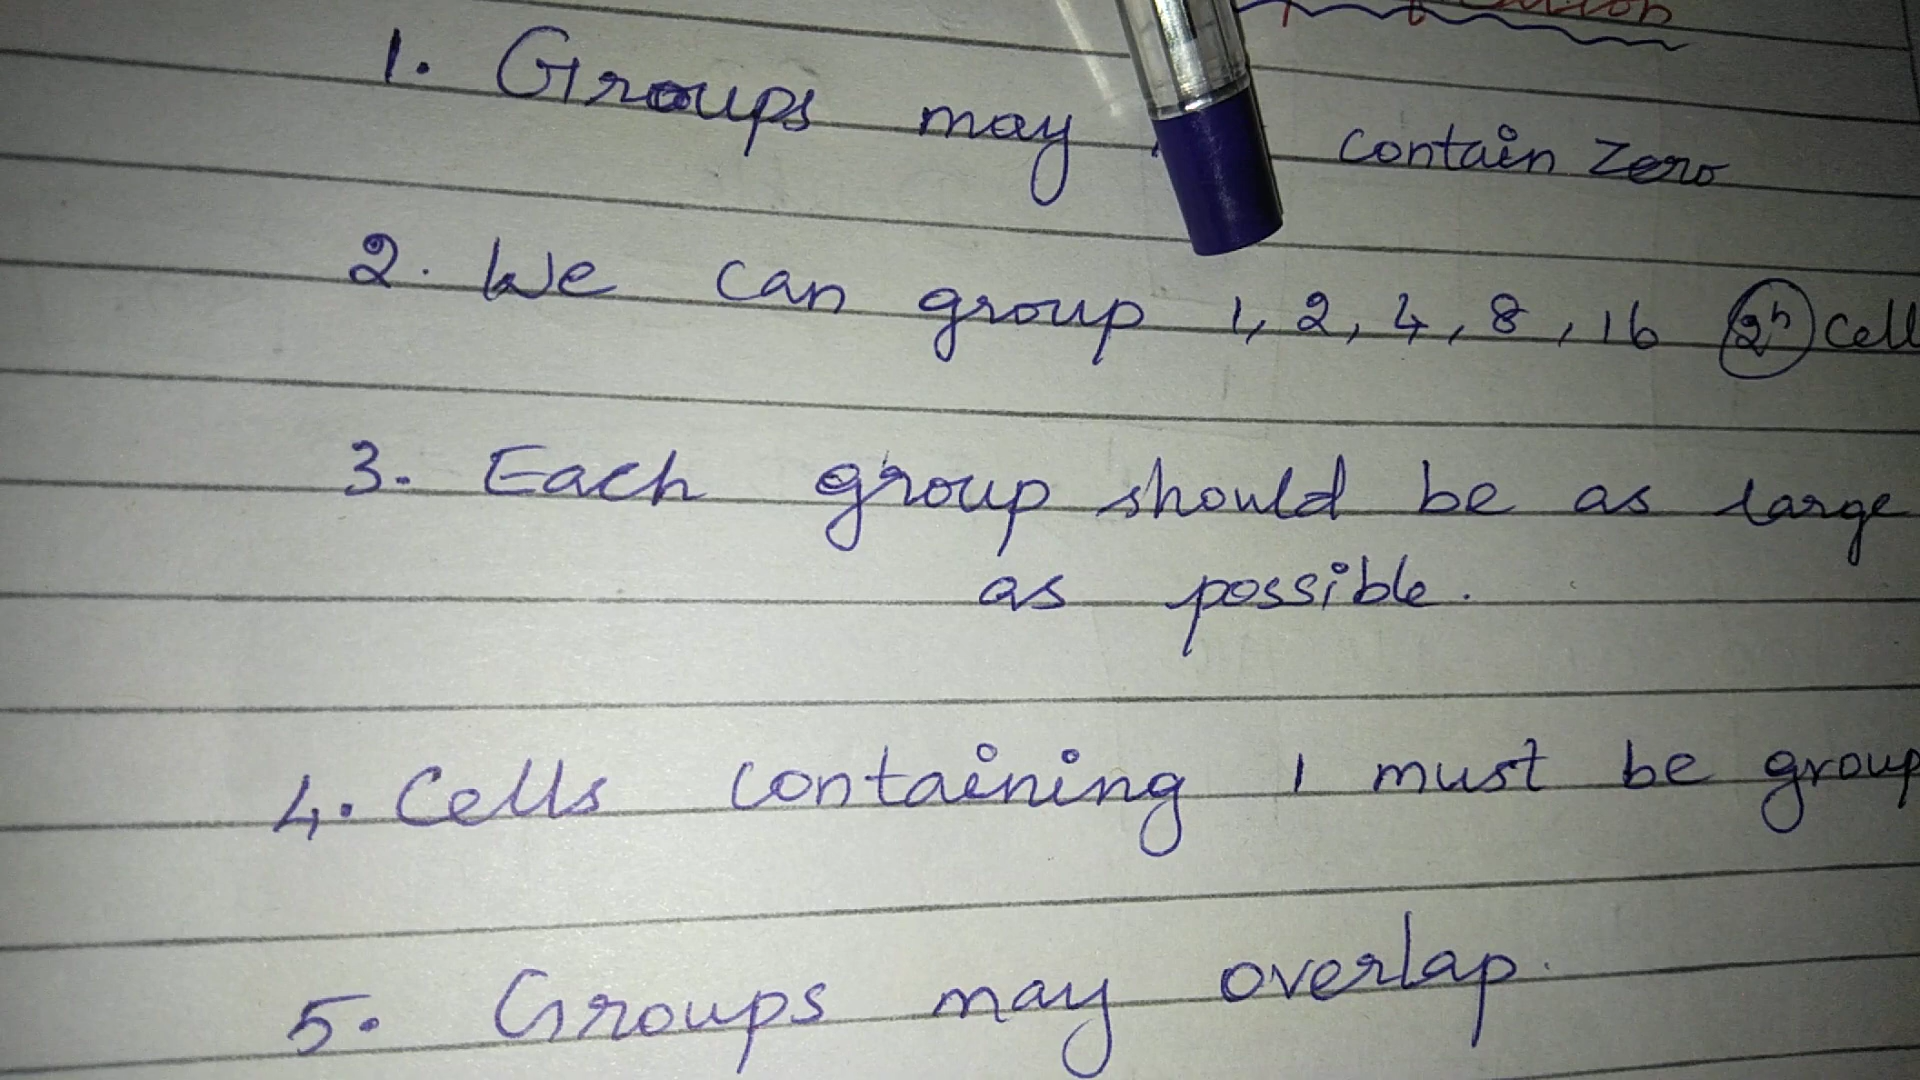 1. Groups may contain zero
2. We can group 1, 2, 4, 8, 16 2ⁿ cell
3. Each group should be as large
as possible.
4. Cells containing 1 must be group
5. Groups may overlap.